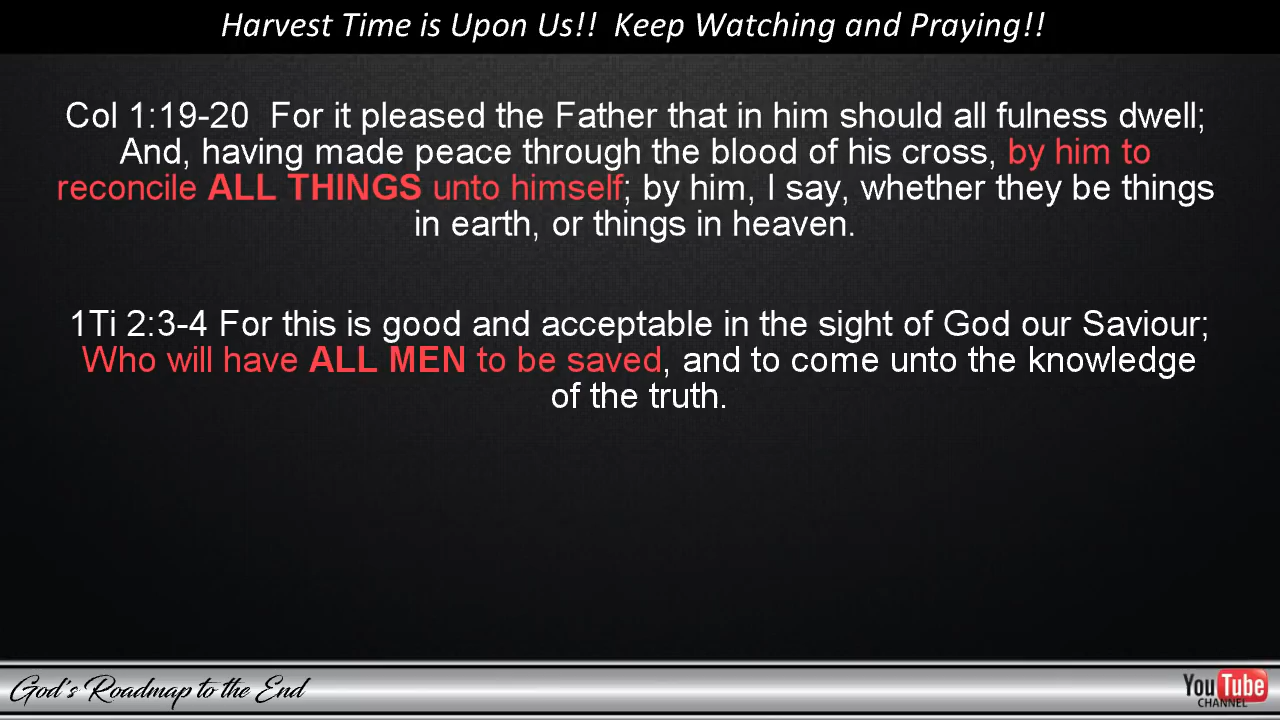 Harvest Time is Upon Us!!  Keep Watching and Praying!!
Col 1:19-20  For it pleased the Father that in him should all fulness dwell;
And, having made peace through the blood of his cross, by him to
reconcile ALL THINGS unto himself; by him, I say, whether they be things
in earth, or things in heaven.
1Ti 2:3-4 For this is good and acceptable in the sight of God our Saviour;
Who will have ALL MEN to be saved, and to come unto the knowledge
of the truth.
God's Roadmap to the End
YouTube
CHANNEL